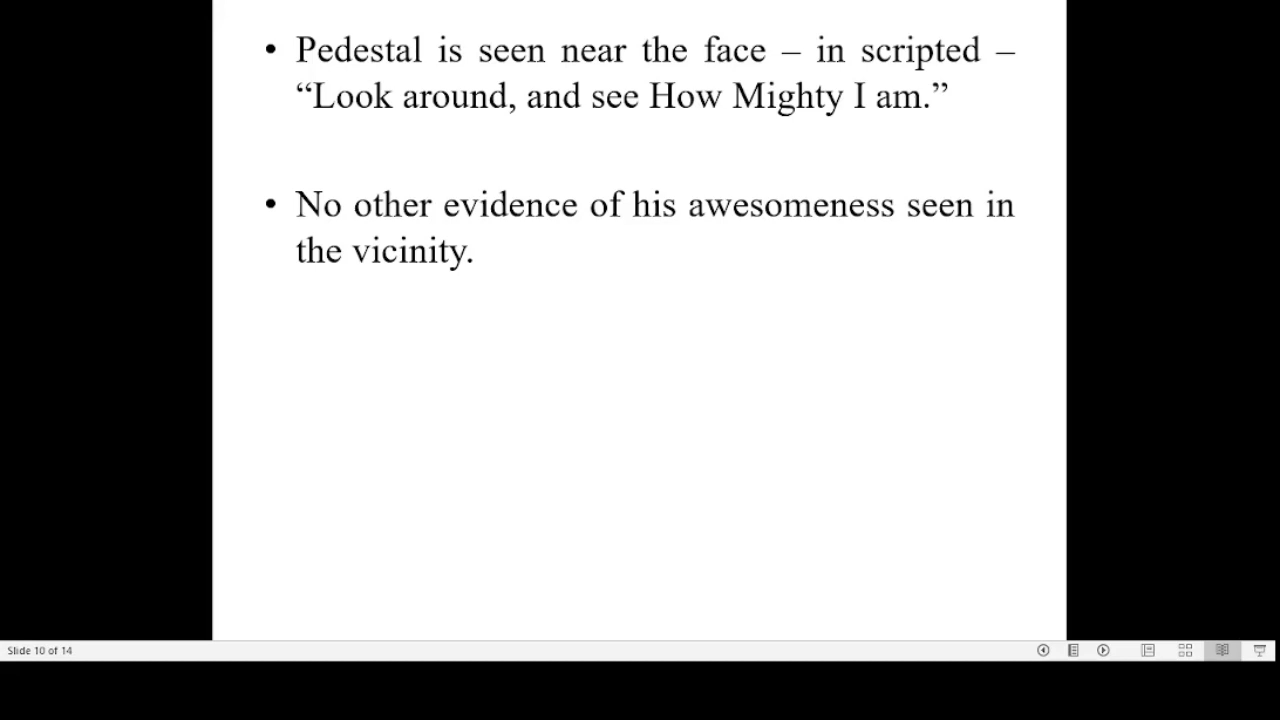 • Pedestal is seen near the face – in scripted –
“Look around, and see How Mighty I am.”
• No other evidence of his awesomeness seen in
the vicinity.
Slide 10 of 14